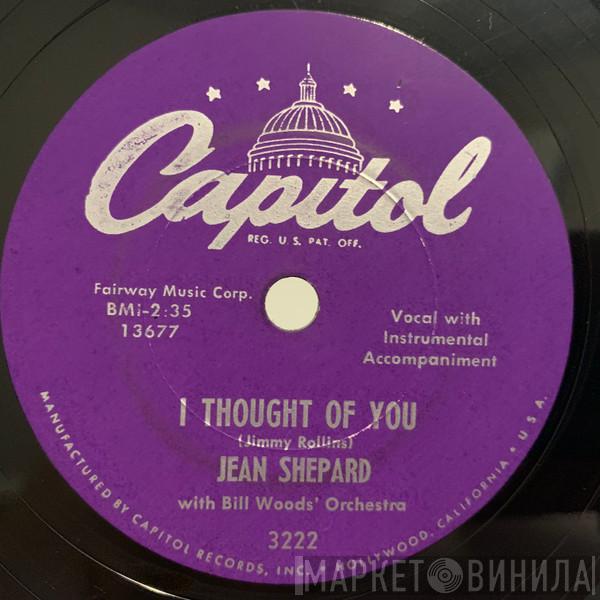 Capitol
REG. U.S. PAT. OFF.
Fairway Music Corp.
BMI-2:35
13677
Vocal with
Instrumental
Accompaniment
I THOUGHT OF YOU
(Jimmy Rollins)
JEAN SHEPARD
with Bill Woods' Orchestra
3222
MANUFACTURED BY CAPITOL RECORDS, INC., HOLLYWOOD, CALIFORNIA • U.S.A.
МАРКЕТ ВИНИЛА